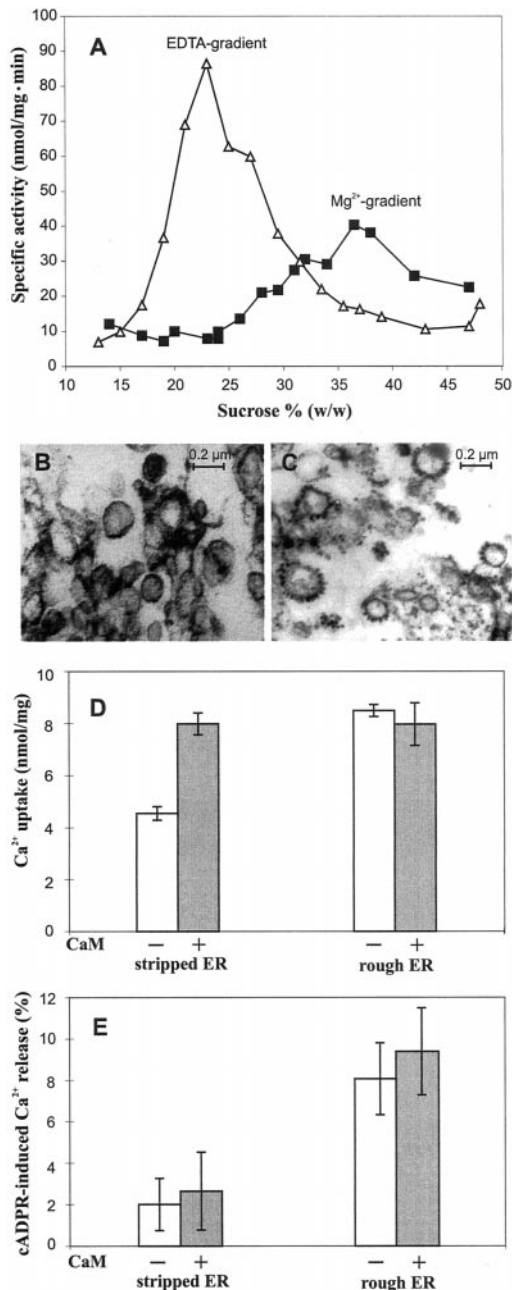 A
EDTA-gradient
Mg²⁺-gradient
Specific activity (nmol/mg·min)
100
90
80
70
60
50
40
30
20
10
0
10 15 20 25 30 35 40 45 50
Sucrose % (w/w)
B 0.2 µm
C 0.2 µm
D
Ca²⁺ uptake (nmol/mg)
10
8
6
4
2
0
CaM − + − +
stripped ER rough ER
E
cADPR-induced Ca²⁺ release (%)
12
10
8
6
4
2
0
CaM − + − +
stripped ER rough ER